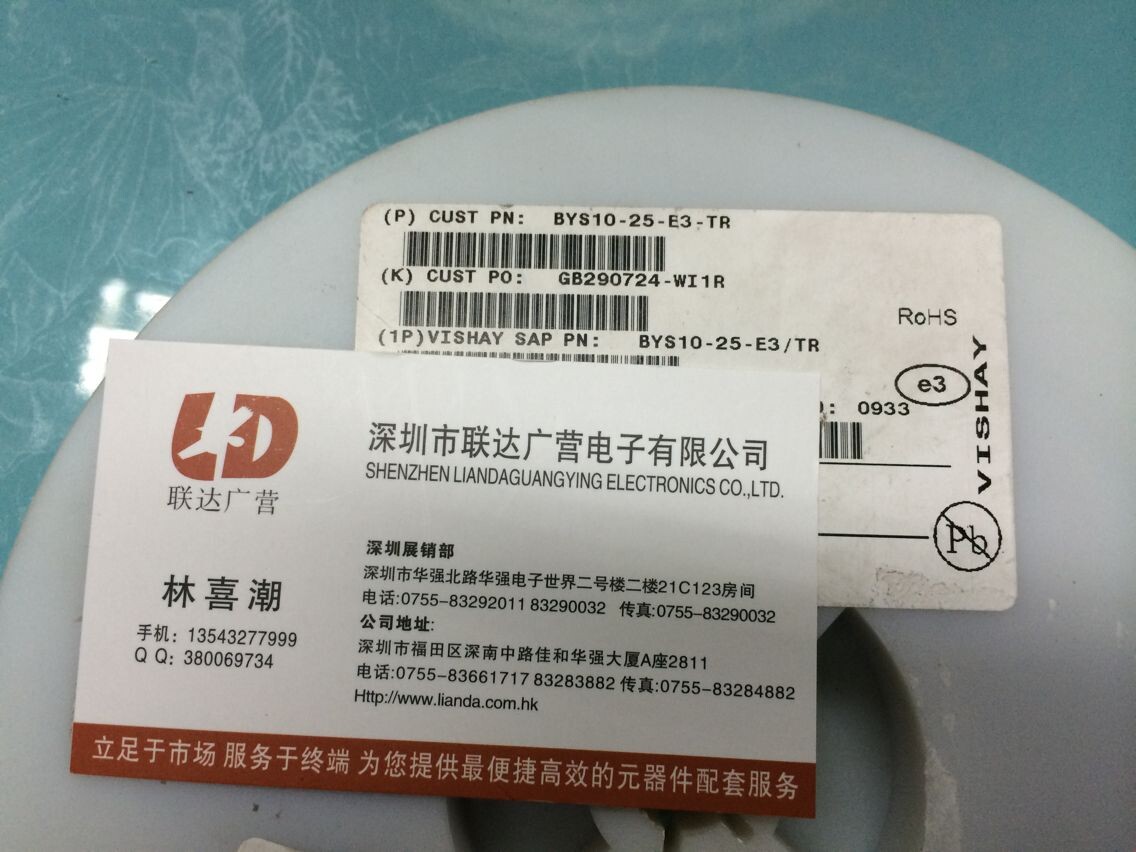 (P) CUST PN: BYS10-25-E3-TR
(K) CUST PO: GB290724-WI1R
(1P)VISHAY SAP PN: BYS10-25-E3/TR
RoHS
e3
VISHAY
0933
Pb
LD
联达广营
深圳市联达广营电子有限公司
SHENZHEN LIANDAGUANGYING ELECTRONICS CO.,LTD.
林喜潮
手机：13543277999
QQ：380069734
深圳展销部
深圳市华强北路华强电子世界二号楼二楼21C123房间
电话:0755-83292011 83290032 传真:0755-83290032
公司地址:
深圳市福田区深南中路佳和华强大厦A座2811
电话:0755-83661717 83283882 传真:0755-83284882
Http://www.lianda.com.hk
立足于市场 服务于终端 为您提供最便捷高效的元器件配套服务